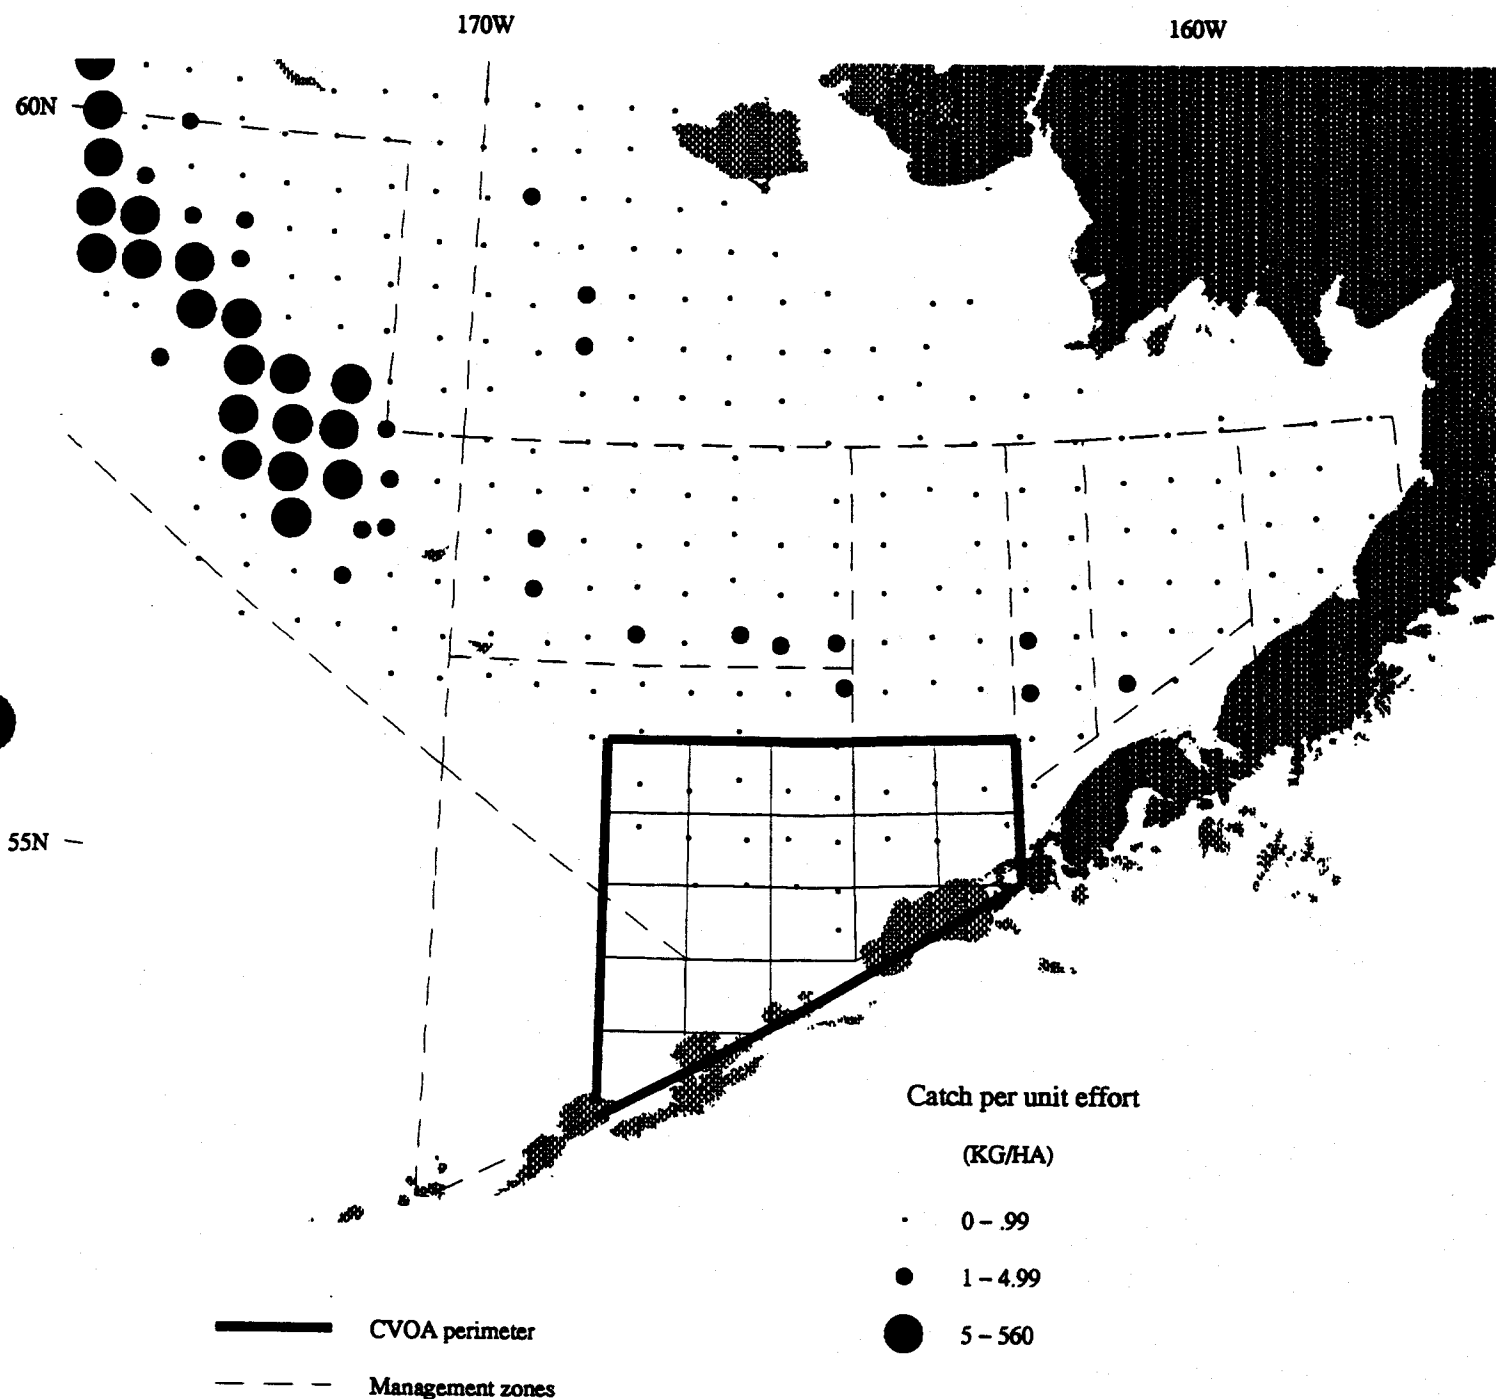 170W
160W
60N
55N
Catch per unit effort
(KG/HA)
0 – .99
1 – 4.99
5 – 560
CVOA perimeter
Management zones